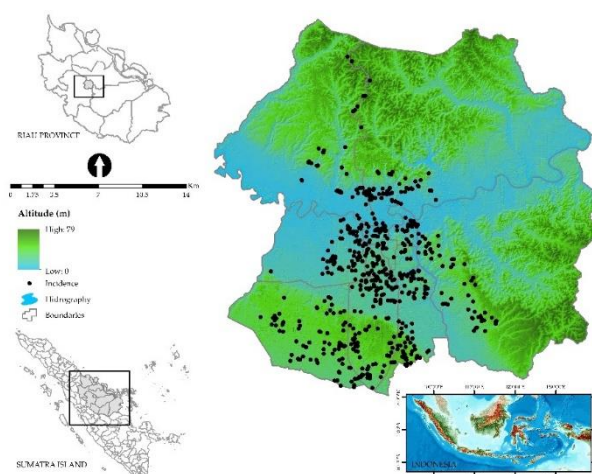 RIAU PROVINCE
Km
0 1.75 3.5 7 10.5 14
Altitude (m)
High: 79
Low: 0
Incidence
Hidrography
Boundaries
SUMATRA ISLAND
INDONESIA